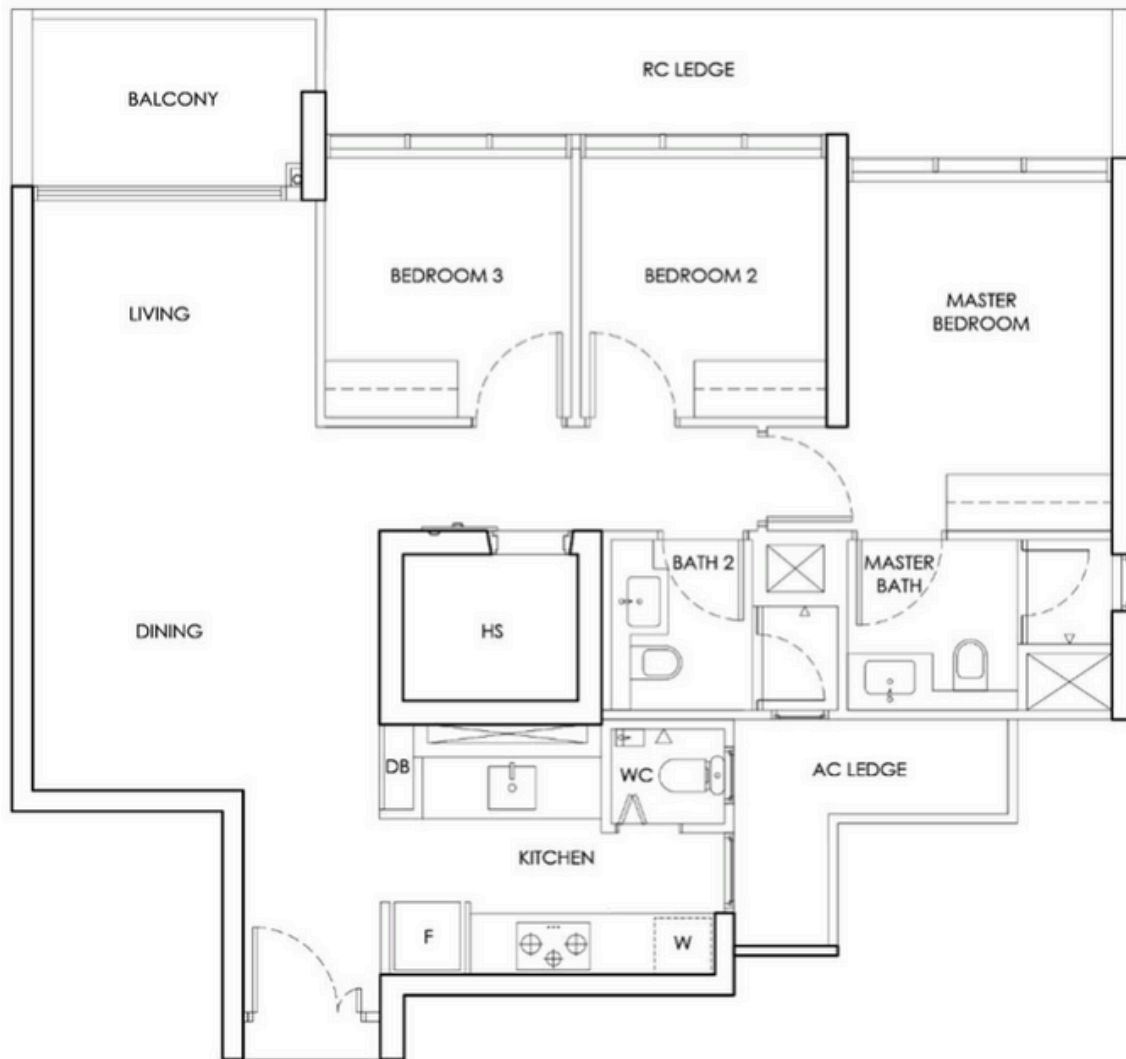 RC LEDGE
BALCONY
BEDROOM 3
BEDROOM 2
MASTER
BEDROOM
LIVING
BATH 2
MASTER
BATH
DINING
HS
DB
WC
AC LEDGE
KITCHEN
F
W